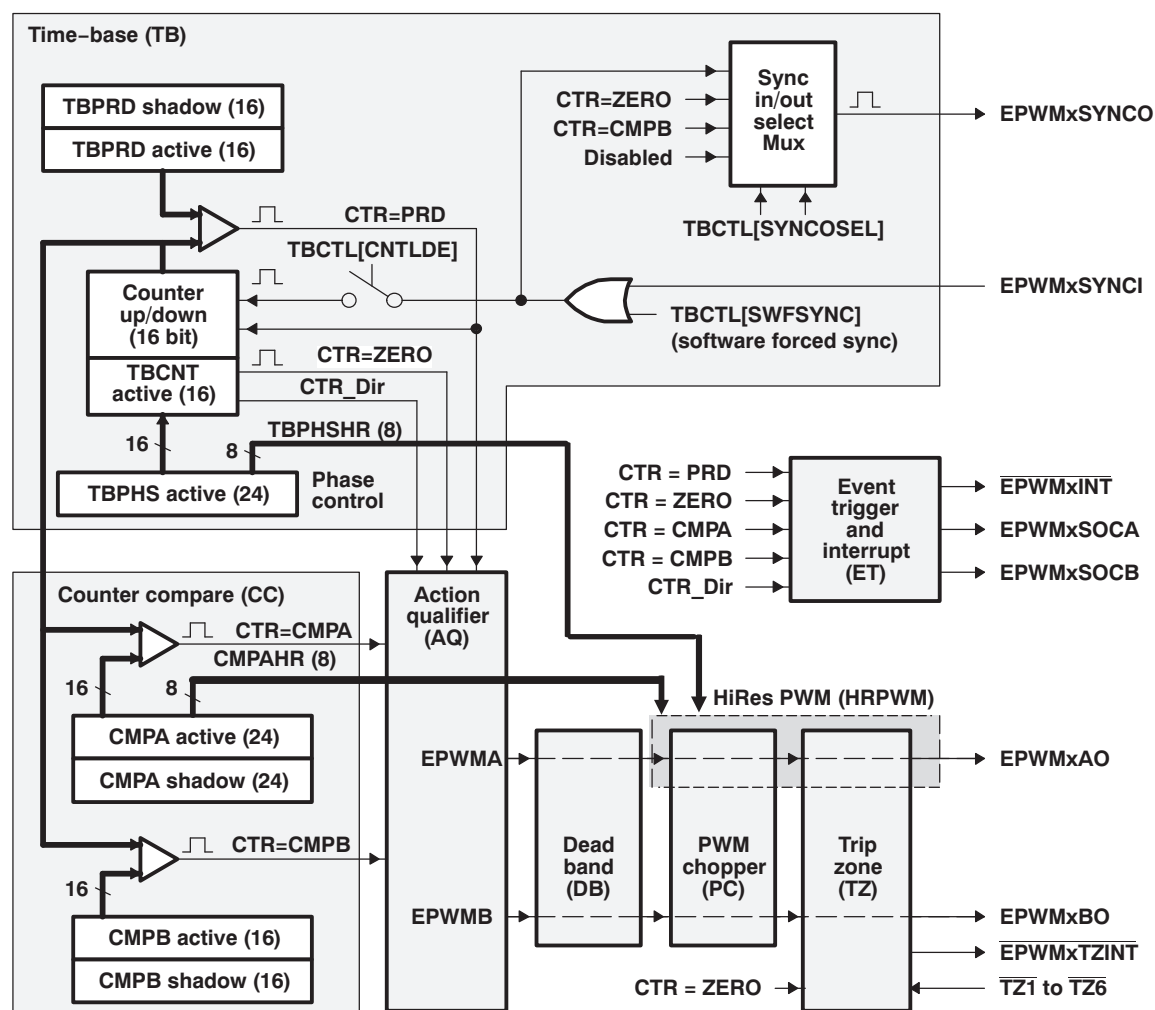 Time−base (TB)
TBPRD shadow (16)
TBPRD active (16)
CTR=PRD
TBCTL[CNTLDE]
Counter
up/down
(16 bit)
TBCNT
active (16)
CTR=ZERO
CTR_Dir
16
8
TBPHSHR (8)
TBPHS active (24)
Phase
control
CTR=ZERO
CTR=CMPB
Disabled
Sync
in/out
select
Mux
TBCTL[SYNCOSEL]
EPWMxSYNCO
EPWMxSYNCI
TBCTL[SWFSYNC]
(software forced sync)
CTR = PRD
CTR = ZERO
CTR = CMPA
CTR = CMPB
CTR_Dir
Event
trigger
and
interrupt
(ET)
EPWMxINT
EPWMxSOCA
EPWMxSOCB
Counter compare (CC)
CTR=CMPA
CMPAHR (8)
16
8
CMPA active (24)
CMPA shadow (24)
CTR=CMPB
16
CMPB active (16)
CMPB shadow (16)
Action
qualifier
(AQ)
EPWMA
EPWMB
HiRes PWM (HRPWM)
Dead
band
(DB)
PWM
chopper
(PC)
Trip
zone
(TZ)
CTR = ZERO
EPWMxAO
EPWMxBO
EPWMxTZINT
TZ1 to TZ6